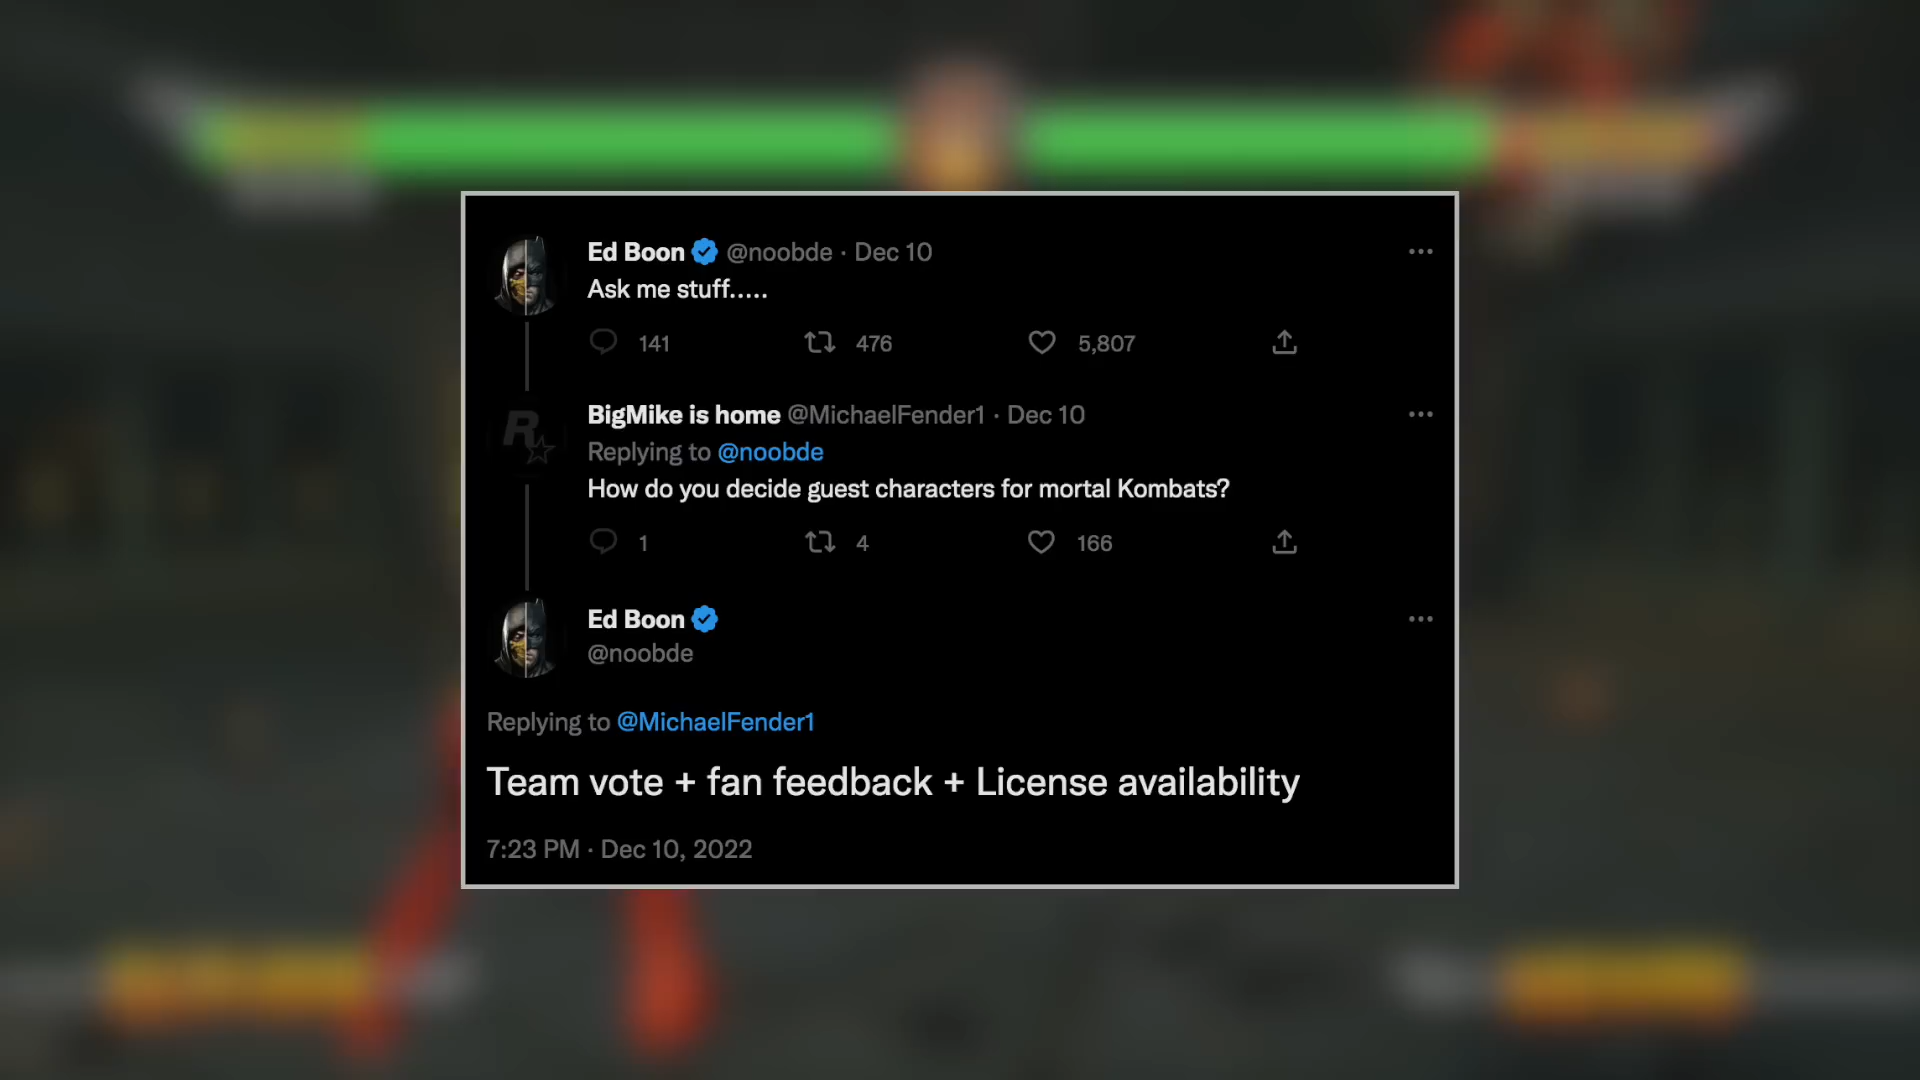 Ed Boon @noobde · Dec 10
Ask me stuff.....
141 476 5,807
BigMike is home @MichaelFender1 · Dec 10
Replying to @noobde
How do you decide guest characters for mortal Kombats?
1 4 166
Ed Boon
@noobde
Replying to @MichaelFender1
Team vote + fan feedback + License availability
7:23 PM · Dec 10, 2022